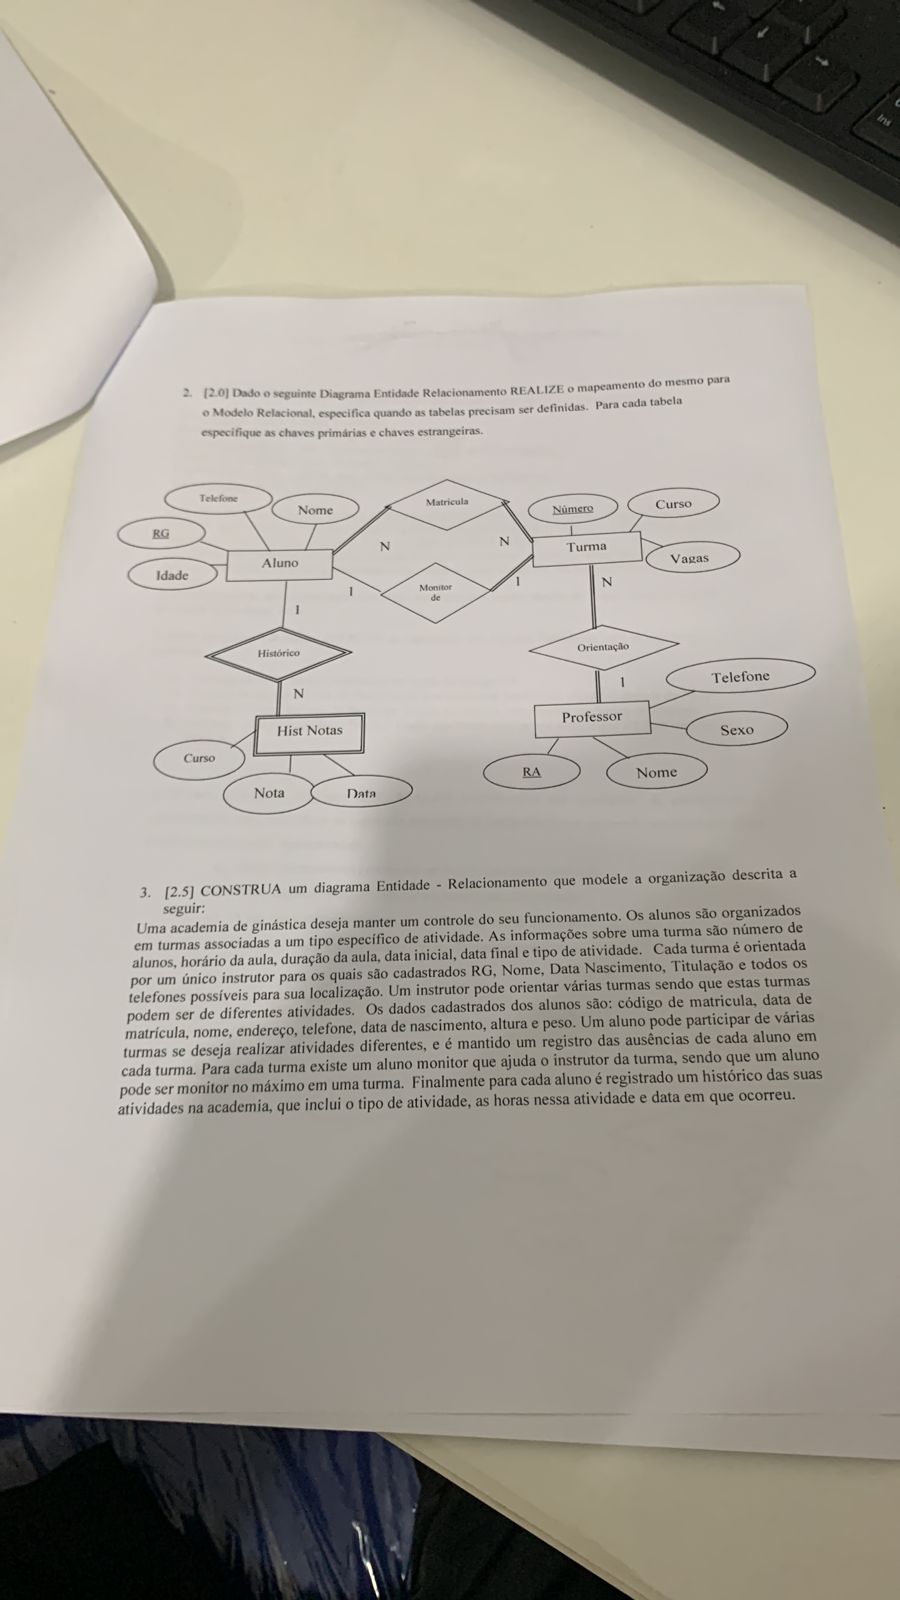 2. [2.0] Dado o seguinte Diagrama Entidade Relacionamento REALIZE o mapeamento do mesmo para
o Modelo Relacional, especifica quando as tabelas precisam ser definidas. Para cada tabela
especifique as chaves primárias e chaves estrangeiras.
Telefone
Nome
RG
Idade
Aluno
Matricula
Número
Curso
Turma
Vagas
N
N
Monitor
de
1
1
N
1
Histórico
Orientação
N
1
Telefone
Hist Notas
Professor
Sexo
Curso
Nota
Data
RA
Nome
3. [2.5] CONSTRUA um diagrama Entidade - Relacionamento que modele a organização descrita a
seguir:
Uma academia de ginástica deseja manter um controle do seu funcionamento. Os alunos são organizados
em turmas associadas a um tipo específico de atividade. As informações sobre uma turma são número de
alunos, horário da aula, duração da aula, data inicial, data final e tipo de atividade. Cada turma é orientada
por um único instrutor para os quais são cadastrados RG, Nome, Data Nascimento, Titulação e todos os
telefones possíveis para sua localização. Um instrutor pode orientar várias turmas sendo que estas turmas
podem ser de diferentes atividades. Os dados cadastrados dos alunos são: código de matricula, data de
matrícula, nome, endereço, telefone, data de nascimento, altura e peso. Um aluno pode participar de várias
turmas se deseja realizar atividades diferentes, e é mantido um registro das ausências de cada aluno em
cada turma. Para cada turma existe um aluno monitor que ajuda o instrutor da turma, sendo que um aluno
pode ser monitor no máximo em uma turma. Finalmente para cada aluno é registrado um histórico das suas
atividades na academia, que inclui o tipo de atividade, as horas nessa atividade e data em que ocorreu.
Ins